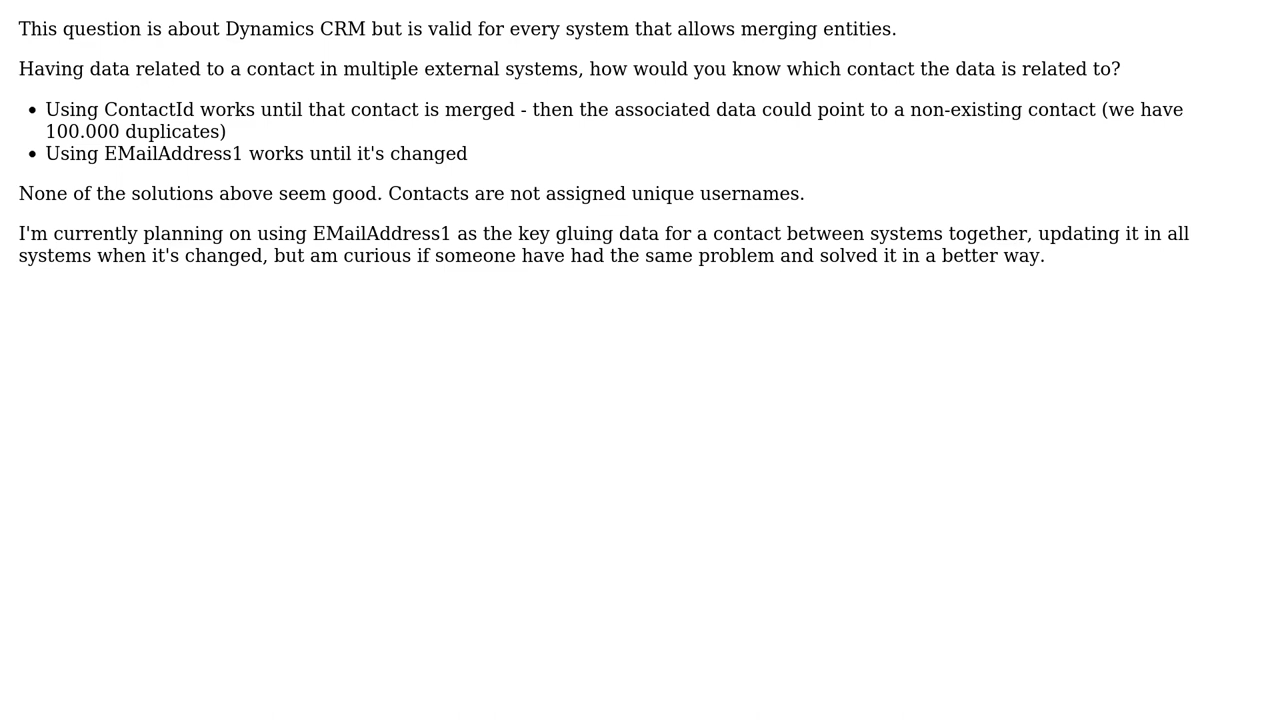 This question is about Dynamics CRM but is valid for every system that allows merging entities.
Having data related to a contact in multiple external systems, how would you know which contact the data is related to?
• Using ContactId works until that contact is merged - then the associated data could point to a non-existing contact (we have
100.000 duplicates)
• Using EMailAddress1 works until it's changed
None of the solutions above seem good. Contacts are not assigned unique usernames.
I'm currently planning on using EMailAddress1 as the key gluing data for a contact between systems together, updating it in all
systems when it's changed, but am curious if someone have had the same problem and solved it in a better way.